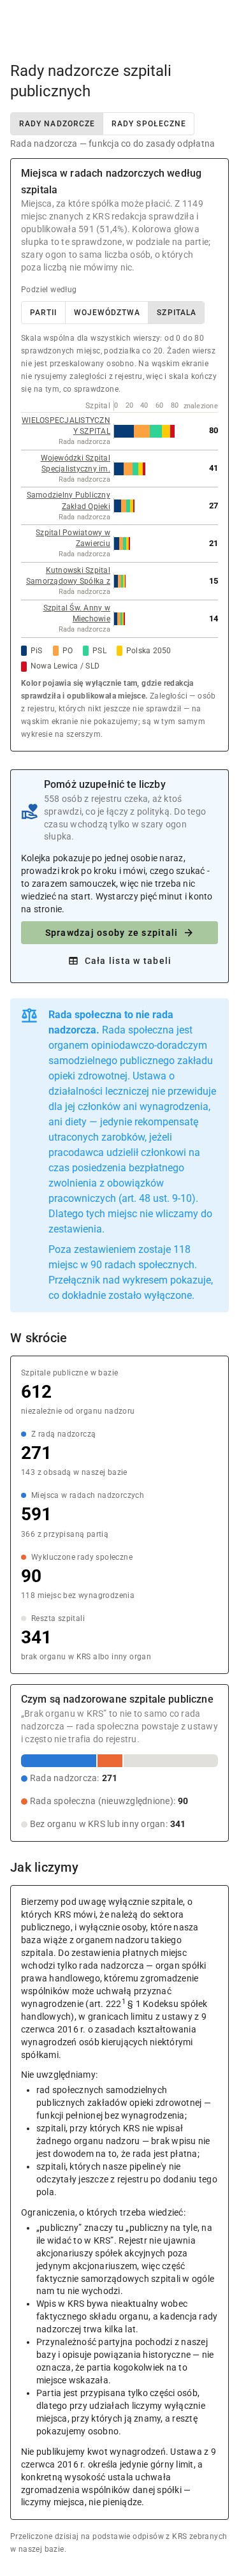 Rady nadzorcze szpitali
publicznych
RADY NADZORCZE
RADY SPOŁECZNE
Rada nadzorcza — funkcja co do zasady odpłatna
Miejsca w radach nadzorczych według
szpitala
Miejsca, za które spółka może płacić. Z 1149
miejsc znanych z KRS redakcja sprawdziła i
opublikowała 591 (51,4%). Kolorowa głowa
słupka to te sprawdzone, w podziale na partie;
szary ogon to sama liczba osób, o których
poza liczbą nie mówimy nic.
Podziel według
PARTII
WOJEWÓDZTWA
SZPITALA
Skala wspólna dla wszystkich wierszy: od 0 do 80
sprawdzonych miejsc, podziałka co 20. Żaden wiersz
nie jest przeskalowany osobno. Na wąskim ekranie
nie rysujemy zaległości z rejestru, więc i skala kończy
się na tym, co sprawdzone.
Szpital 0 20 40 60 80 znalezione
WIELOSPECJALISTYCZN
Y SZPITAL 80
Rada nadzorcza
Wojewódzki Szpital
Specjalistyczny im. 41
Rada nadzorcza
Samodzielny Publiczny
Zakład Opieki 27
Rada nadzorcza
Szpital Powiatowy w
Zawierciu 21
Rada nadzorcza
Kutnowski Szpital
Samorządowy Spółka z 15
Rada nadzorcza
Szpital Św. Anny w
Miechowie 14
Rada nadzorcza
PiS PO PSL Polska 2050
Nowa Lewica / SLD
Kolor pojawia się wyłącznie tam, gdzie redakcja
sprawdziła i opublikowała miejsce. Zaległości — osób
z rejestru, których nikt jeszcze nie sprawdził — na
wąskim ekranie nie pokazujemy; są w tym samym
wykresie na szerszym.
Pomóż uzupełnić te liczby
558 osób z rejestru czeka, aż ktoś
sprawdzi, co je łączy z polityką. Do tego
czasu wchodzą tylko w szary ogon
słupka.
Kolejka pokazuje po jednej osobie naraz,
prowadzi krok po kroku i mówi, czego szukać -
to zarazem samouczek, więc nie trzeba nic
wiedzieć na start. Wystarczy pięć minut i konto
na stronie.
Sprawdzaj osoby ze szpitali
Cała lista w tabeli
Rada społeczna to nie rada
nadzorcza. Rada społeczna jest
organem opiniodawczo-doradczym
samodzielnego publicznego zakładu
opieki zdrowotnej. Ustawa o
działalności leczniczej nie przewiduje
dla jej członków ani wynagrodzenia,
ani diety — jedynie rekompensatę
utraconych zarobków, jeżeli
pracodawca udzielił członkowi na
czas posiedzenia bezpłatnego
zwolnienia z obowiązków
pracowniczych (art. 48 ust. 9-10).
Dlatego tych miejsc nie wliczamy do
zestawienia.
Poza zestawieniem zostaje 118
miejsc w 90 radach społecznych.
Przełącznik nad wykresem pokazuje,
co dokładnie zostało wyłączone.
W skrócie
Szpitale publiczne w bazie
612
niezależnie od organu nadzoru
Z radą nadzorczą
271
143 z obsadą w naszej bazie
Miejsca w radach nadzorczych
591
366 z przypisaną partią
Wykluczone rady społeczne
90
118 miejsc bez wynagrodzenia
Reszta szpitali
341
brak organu w KRS albo inny organ
Czym są nadzorowane szpitale publiczne
„Brak organu w KRS” to nie to samo co rada
nadzorcza — rada społeczna powstaje z ustawy
i często nie trafia do rejestru.
Rada nadzorcza: 271
Rada społeczna (nieuwzględnione): 90
Bez organu w KRS lub inny organ: 341
Jak liczymy
Bierzemy pod uwagę wyłącznie szpitale, o
których KRS mówi, że należą do sektora
publicznego, i wyłącznie osoby, które nasza
baza wiąże z organem nadzoru takiego
szpitala. Do zestawienia płatnych miejsc
wchodzi tylko rada nadzorcza — organ spółki
prawa handlowego, któremu zgromadzenie
wspólników może uchwałą przyznać
wynagrodzenie (art. 222¹ § 1 Kodeksu spółek
handlowych), w granicach limitu z ustawy z 9
czerwca 2016 r. o zasadach kształtowania
wynagrodzeń osób kierujących niektórymi
spółkami.
Nie uwzględniamy:
• rad społecznych samodzielnych
publicznych zakładów opieki zdrowotnej —
funkcji pełnionej bez wynagrodzenia;
• szpitali, przy których KRS nie wpisał
żadnego organu nadzoru — brak wpisu nie
jest dowodem na to, że rada jest płatna;
• szpitali, których nasze pipeline'y nie
odczytały jeszcze z rejestru po dodaniu tego
pola.
Ograniczenia, o których trzeba wiedzieć:
• „publiczny” znaczy tu „publiczny na tyle, na
ile widać to w KRS”. Rejestr nie ujawnia
akcjonariuszy spółek akcyjnych poza
jedynym akcjonariuszem, więc część
faktycznie samorządowych szpitali w ogóle
nam tu nie wychodzi.
• Wpis w KRS bywa nieaktualny wobec
faktycznego składu organu, a kadencja rady
nadzorczej trwa kilka lat.
• Przynależność partyjna pochodzi z naszej
bazy i opisuje powiązania historyczne — nie
oznacza, że partia kogokolwiek na to
miejsce wskazała.
• Partia jest przypisana tylko części osób,
dlatego przy udziałach liczymy wyłącznie
miejsca, przy których ją znamy, a resztę
pokazujemy osobno.
Nie publikujemy kwot wynagrodzeń. Ustawa z 9
czerwca 2016 r. określa jedynie górny limit, a
konkretną wysokość ustala uchwała
zgromadzenia wspólników danej spółki —
liczymy miejsca, nie pieniądze.
Przeliczone dzisiaj na podstawie odpisów z KRS zebranych
w naszej bazie.